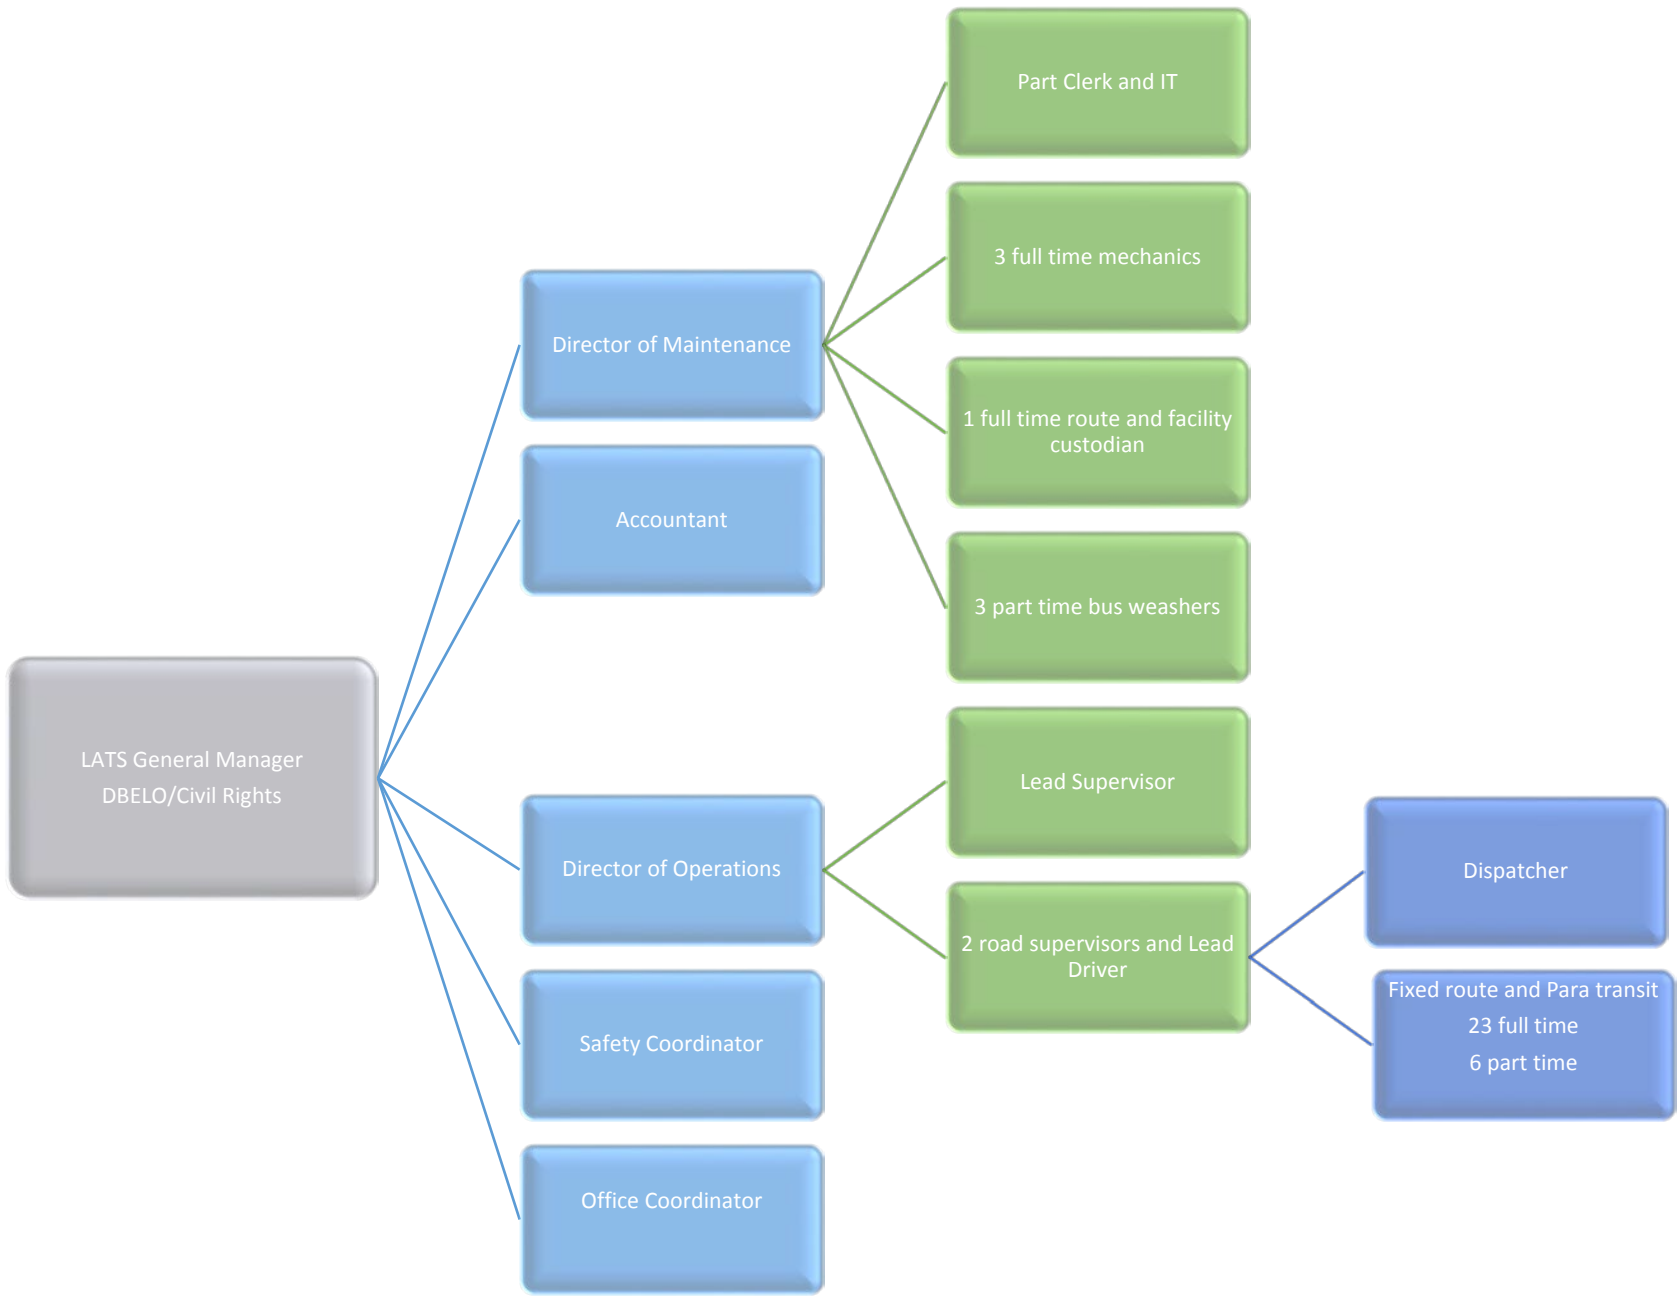 LATS General Manager
DBELO/Civil Rights
Director of Maintenance
Part Clerk and IT
3 full time mechanics
1 full time route and facility
custodian
3 part time bus weashers
Accountant
Director of Operations
Lead Supervisor
2 road supervisors and Lead
Driver
Dispatcher
Fixed route and Para transit
23 full time
6 part time
Safety Coordinator
Office Coordinator